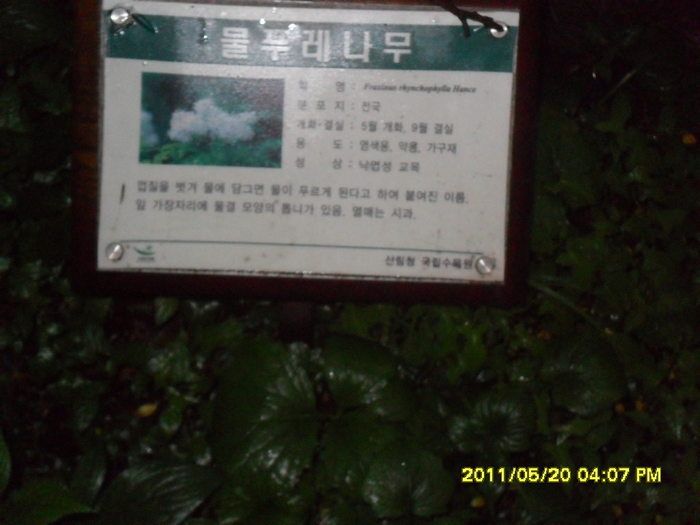 물푸레나무
학 명 : Fraxinus rhynchophylla Hance
분 포 지 : 전국
개화·결실 : 5월 개화, 9월 결실
용 도 : 염색용, 약용, 가구재
성 상 : 낙엽성 교목
껍질을 벗겨 물에 담그면 물이 푸르게 된다고 하여 붙여진 이름.
잎 가장자리에 물결 모양의 톱니가 있음. 열매는 시과.
산림청 국립수목원
2011/05/20 04:07 PM